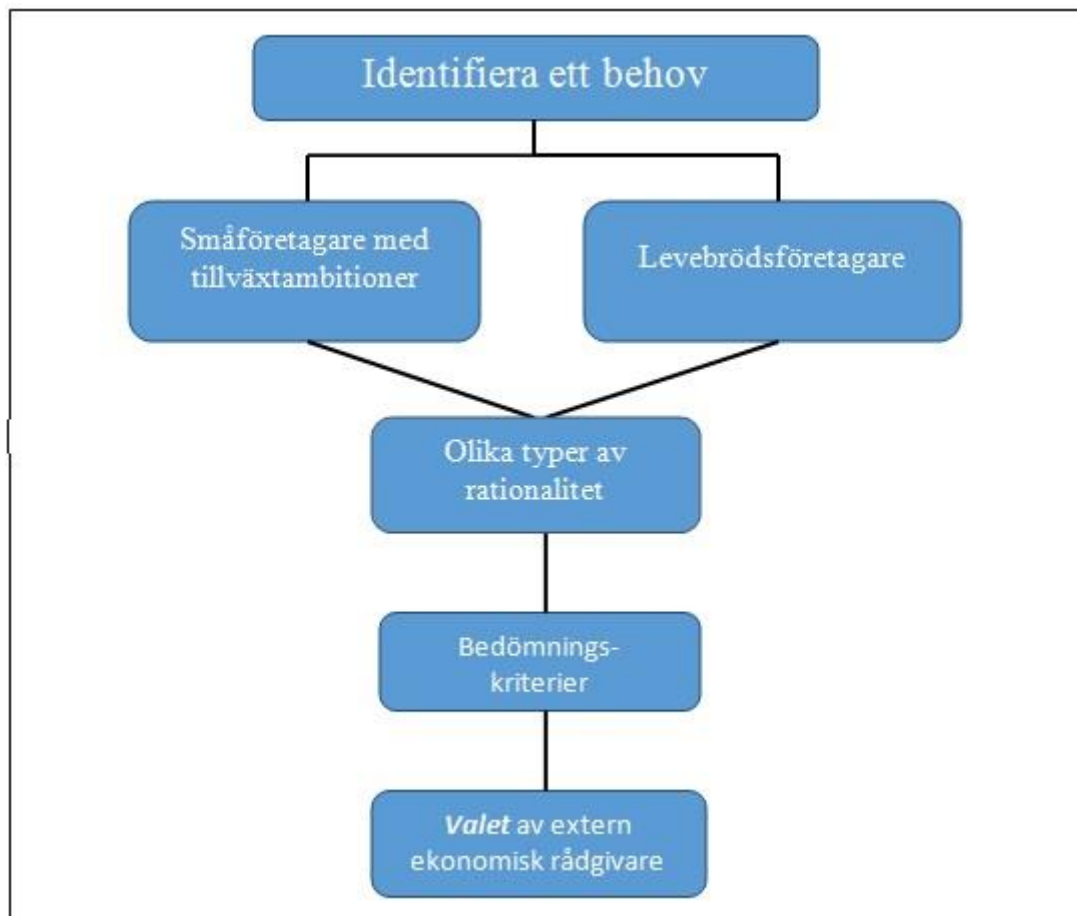 Identifiera ett behov
Småföretagare med
tillväxtambitioner
Levebrödsföretagare
Olika typer av
rationalitet
Bedömnings-
kriterier
Valet av extern
ekonomisk rådgivare